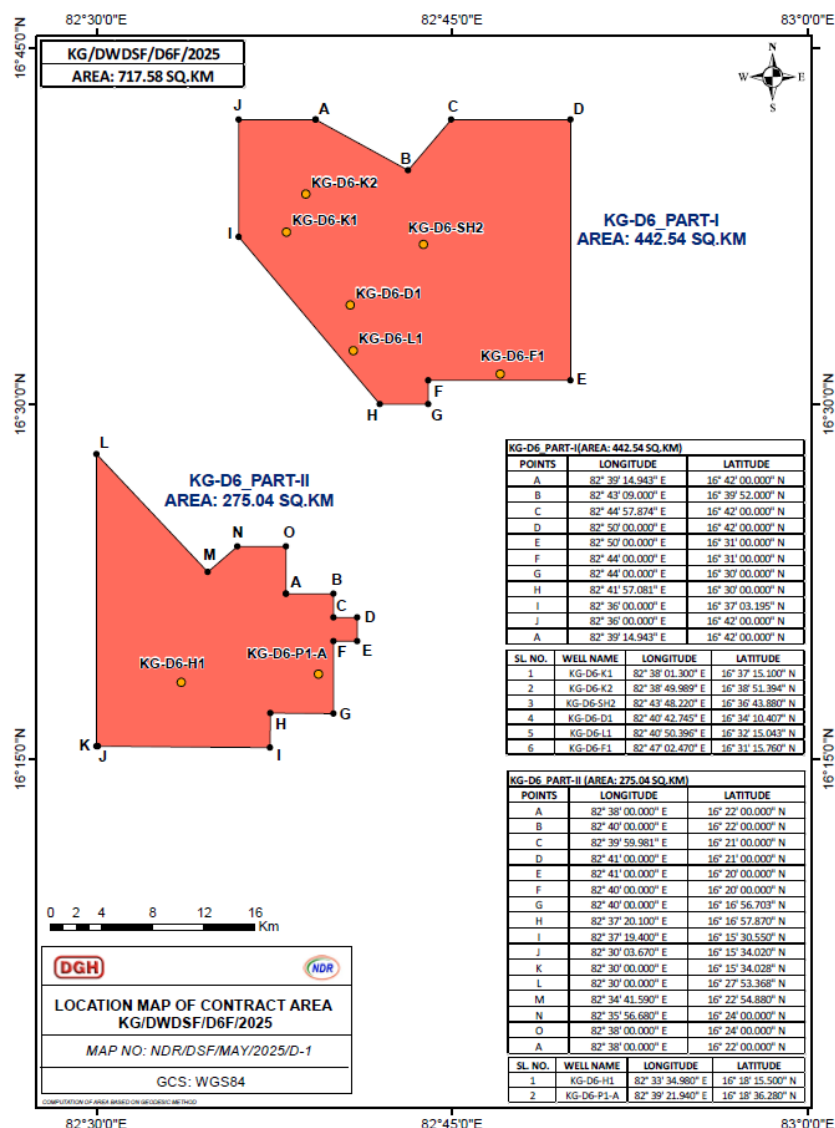 82°30'0"E 82°45'0"E 83°0'0"E
16°45'0"N 16°45'0"N
KG/DWDSF/D6F/2025
AREA: 717.58 SQ.KM
N
W E
S
J A C D
B
KG-D6-K2
KG-D6-K1
KG-D6-SH2
I
KG-D6_PART-I
AREA: 442.54 SQ.KM
KG-D6-D1
KG-D6-L1
KG-D6-F1
E
F
H G
16°30'0"N 16°30'0"N
L
KG-D6_PART-II
AREA: 275.04 SQ.KM
N O
M
A B
C D
F E
KG-D6-H1
KG-D6-P1-A
H G
K
J I
16°15'0"N 16°15'0"N
KG-D6_PART-I(AREA: 442.54 SQ.KM)
POINTS LONGITUDE LATITUDE
A 82° 39' 14.943" E 16° 42' 00.000" N
B 82° 43' 09.000" E 16° 39' 52.000" N
C 82° 44' 57.874" E 16° 42' 00.000" N
D 82° 50' 00.000" E 16° 42' 00.000" N
E 82° 50' 00.000" E 16° 31' 00.000" N
F 82° 44' 00.000" E 16° 31' 00.000" N
G 82° 44' 00.000" E 16° 30' 00.000" N
H 82° 41' 57.081" E 16° 30' 00.000" N
I 82° 36' 00.000" E 16° 37' 03.195" N
J 82° 36' 00.000" E 16° 42' 00.000" N
A 82° 39' 14.943" E 16° 42' 00.000" N
SL. NO. WELL NAME LONGITUDE LATITUDE
1 KG-D6-K1 82° 38' 01.300" E 16° 37' 15.100" N
2 KG-D6-K2 82° 38' 49.989" E 16° 38' 51.394" N
3 KG-D6-SH2 82° 43' 48.220" E 16° 36' 43.880" N
4 KG-D6-D1 82° 40' 42.745" E 16° 34' 10.407" N
5 KG-D6-L1 82° 40' 50.396" E 16° 32' 15.043" N
6 KG-D6-F1 82° 47' 02.470" E 16° 31' 15.760" N
KG-D6_PART-II (AREA: 275.04 SQ.KM)
POINTS LONGITUDE LATITUDE
A 82° 38' 00.000" E 16° 22' 00.000" N
B 82° 40' 00.000" E 16° 22' 00.000" N
C 82° 39' 59.981" E 16° 21' 00.000" N
D 82° 41' 00.000" E 16° 21' 00.000" N
E 82° 41' 00.000" E 16° 20' 00.000" N
F 82° 40' 00.000" E 16° 20' 00.000" N
G 82° 40' 00.000" E 16° 16' 56.703" N
H 82° 37' 20.100" E 16° 16' 57.870" N
I 82° 37' 19.400" E 16° 15' 30.550" N
J 82° 30' 03.670" E 16° 15' 34.020" N
K 82° 30' 00.000" E 16° 15' 34.028" N
L 82° 30' 00.000" E 16° 27' 53.368" N
M 82° 34' 41.590" E 16° 22' 54.880" N
N 82° 35' 56.680" E 16° 24' 00.000" N
O 82° 38' 00.000" E 16° 24' 00.000" N
A 82° 38' 00.000" E 16° 22' 00.000" N
SL. NO. WELL NAME LONGITUDE LATITUDE
1 KG-D6-H1 82° 33' 34.980" E 16° 18' 15.500" N
2 KG-D6-P1-A 82° 39' 21.940" E 16° 18' 36.280" N
0 2 4 8 12 16
Km
DGH NDR
LOCATION MAP OF CONTRACT AREA
KG/DWDSF/D6F/2025
MAP NO: NDR/DSF/MAY/2025/D-1
GCS: WGS84
COMPUTATION OF AREA BASED ON GEODESIC METHOD
82°30'0"E 82°45'0"E 83°0'0"E